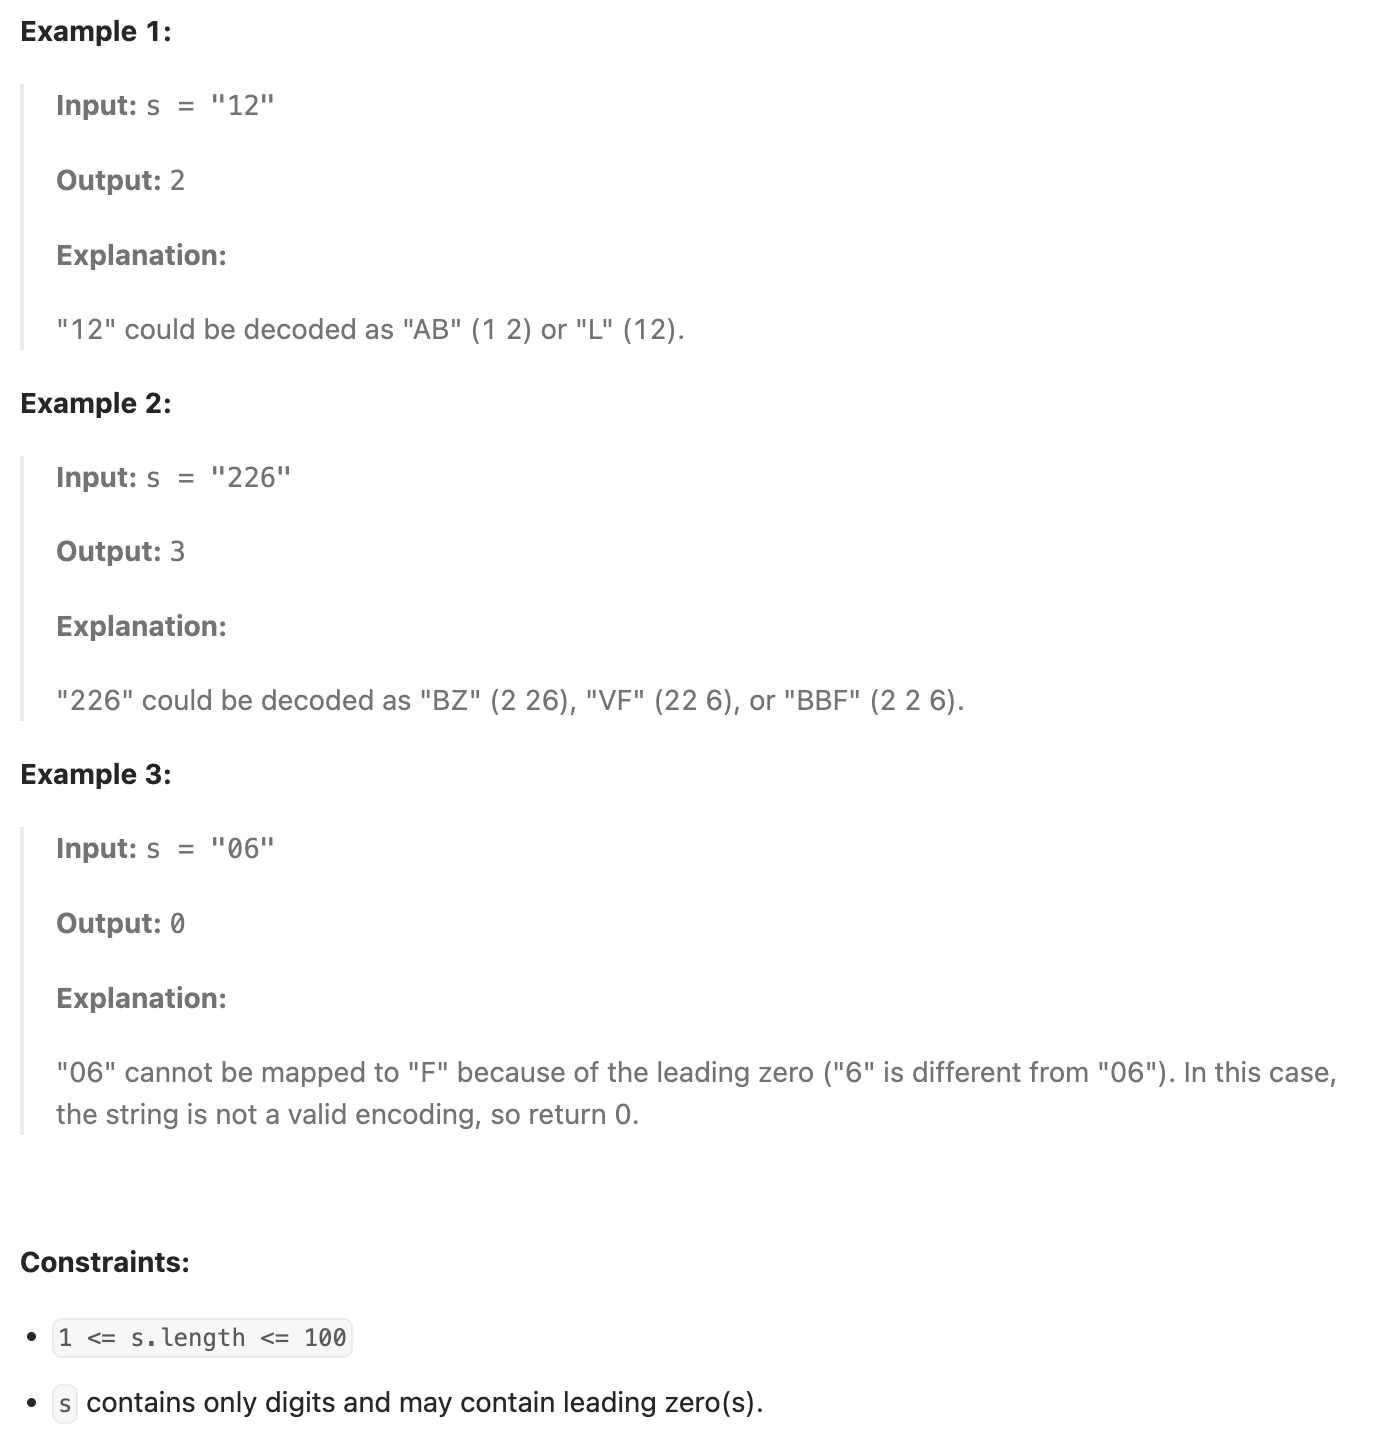 Example 1:
Input: s = "12"
Output: 2
Explanation:
"12" could be decoded as "AB" (1 2) or "L" (12).
Example 2:
Input: s = "226"
Output: 3
Explanation:
"226" could be decoded as "BZ" (2 26), "VF" (22 6), or "BBF" (2 2 6).
Example 3:
Input: s = "06"
Output: 0
Explanation:
"06" cannot be mapped to "F" because of the leading zero ("6" is different from "06"). In this case,
the string is not a valid encoding, so return 0.
Constraints:
• 1 <= s.length <= 100
• s contains only digits and may contain leading zero(s).